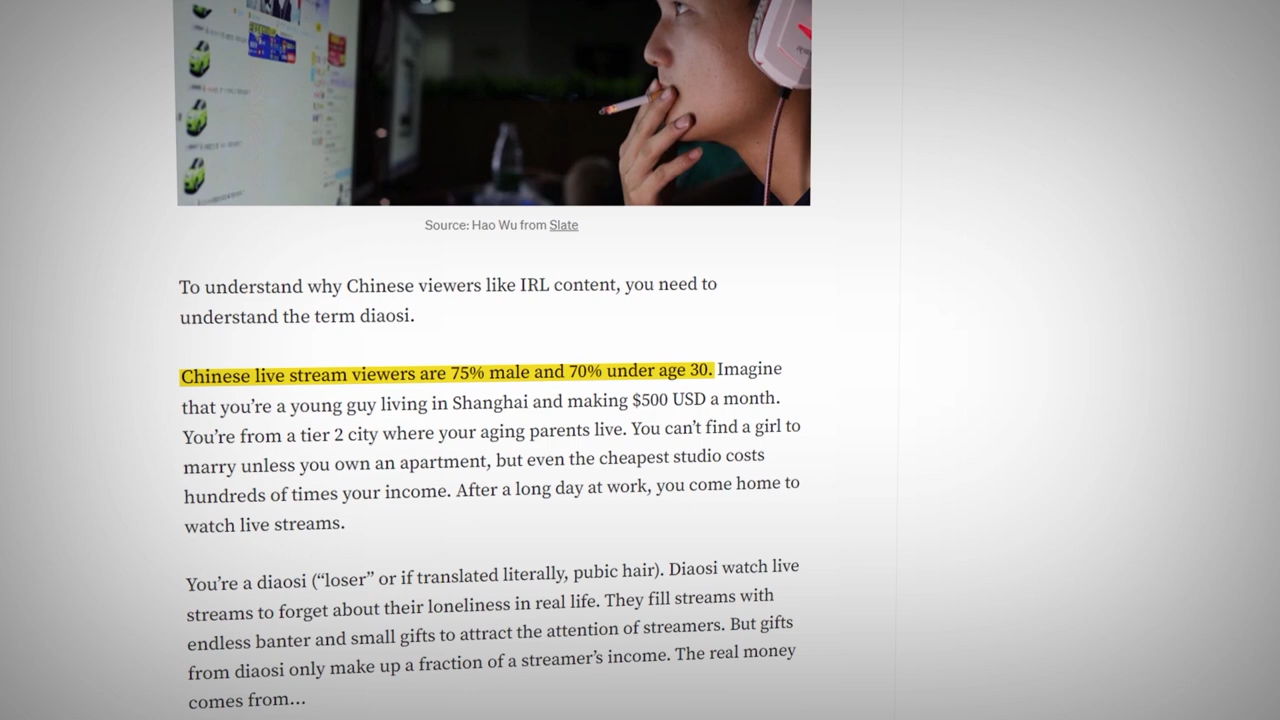 Source: Hao Wu from Slate
To understand why Chinese viewers like IRL content, you need to
understand the term diaosi.
Chinese live stream viewers are 75% male and 70% under age 30. Imagine
that you’re a young guy living in Shanghai and making $500 USD a month.
You’re from a tier 2 city where your aging parents live. You can’t find a girl to
marry unless you own an apartment, but even the cheapest studio costs
hundreds of times your income. After a long day at work, you come home to
watch live streams.
You’re a diaosi (“loser” or if translated literally, pubic hair). Diaosi watch live
streams to forget about their loneliness in real life. They fill streams with
endless banter and small gifts to attract the attention of streamers. But gifts
from diaosi only make up a fraction of a streamer’s income. The real money
comes from…